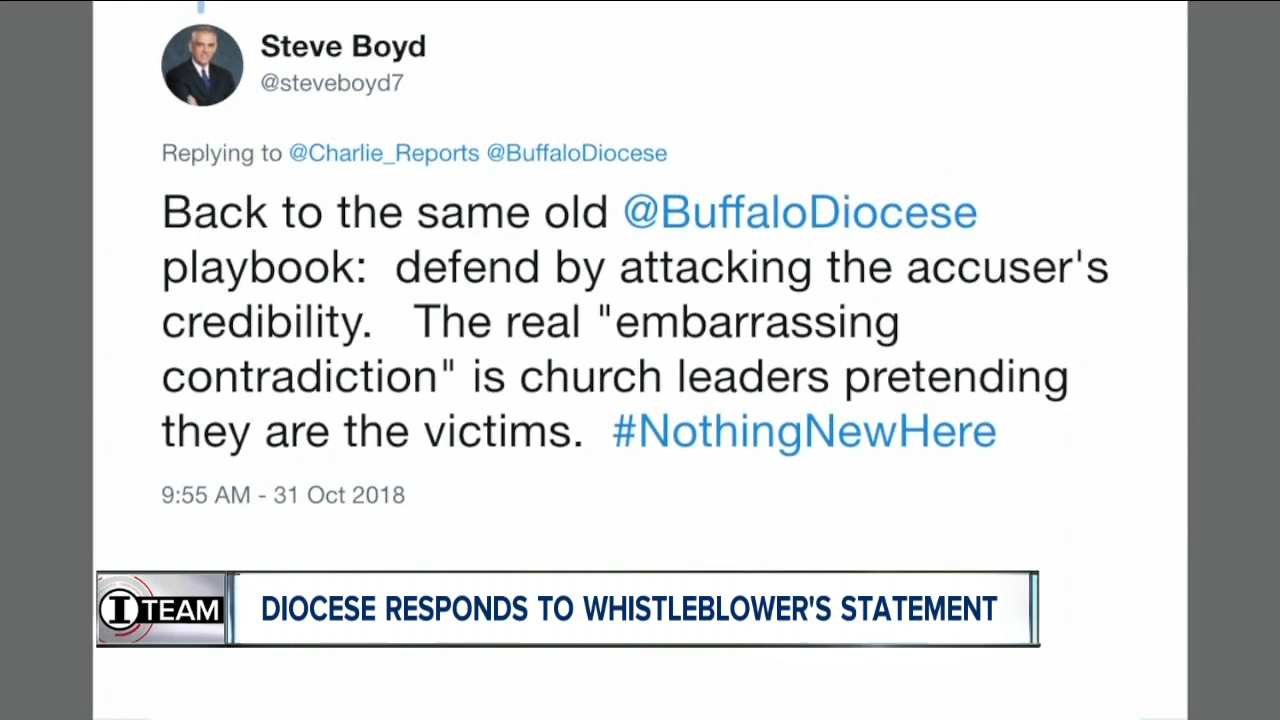 Steve Boyd
@steveboyd7
Replying to @Charlie_Reports @BuffaloDiocese
Back to the same old @BuffaloDiocese
playbook:  defend by attacking the accuser's
credibility.   The real "embarrassing
contradiction" is church leaders pretending
they are the victims.  #NothingNewHere
9:55 AM - 31 Oct 2018
I TEAM
DIOCESE RESPONDS TO WHISTLEBLOWER'S STATEMENT